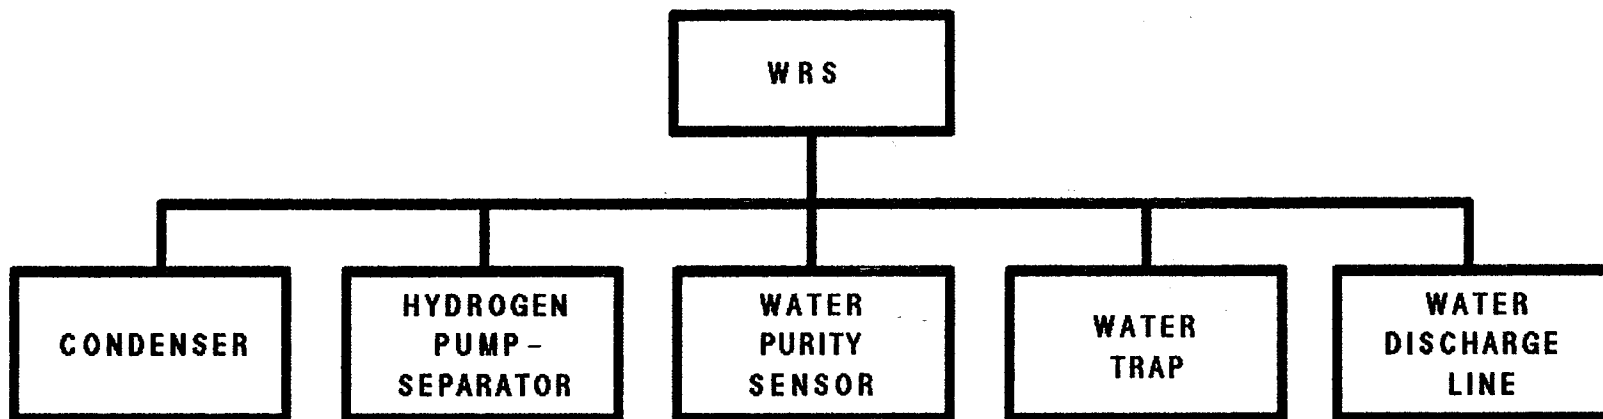 WRS
CONDENSER
HYDROGEN
PUMP-
SEPARATOR
WATER
PURITY
SENSOR
WATER
TRAP
WATER
DISCHARGE
LINE